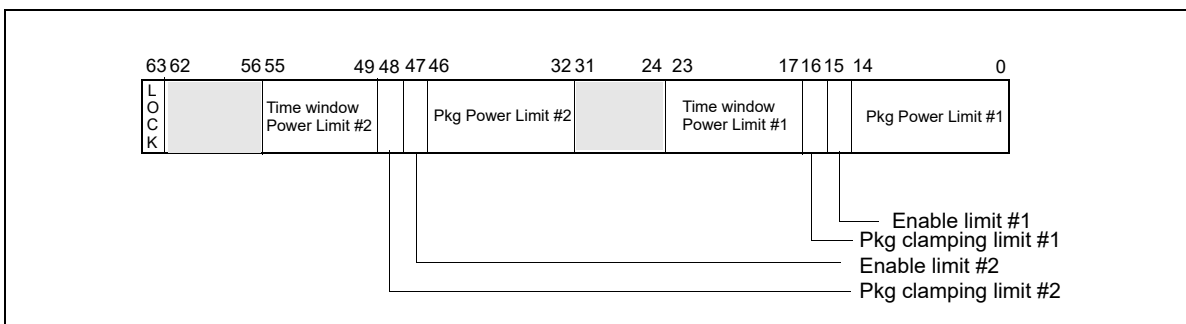 63 62 56 55 49 48 47 46 32 31 24 23 17 16 15 14 0
LOCK
Time window
Power Limit #2
Pkg Power Limit #2
Time window
Power Limit #1
Pkg Power Limit #1
Enable limit #1
Pkg clamping limit #1
Enable limit #2
Pkg clamping limit #2